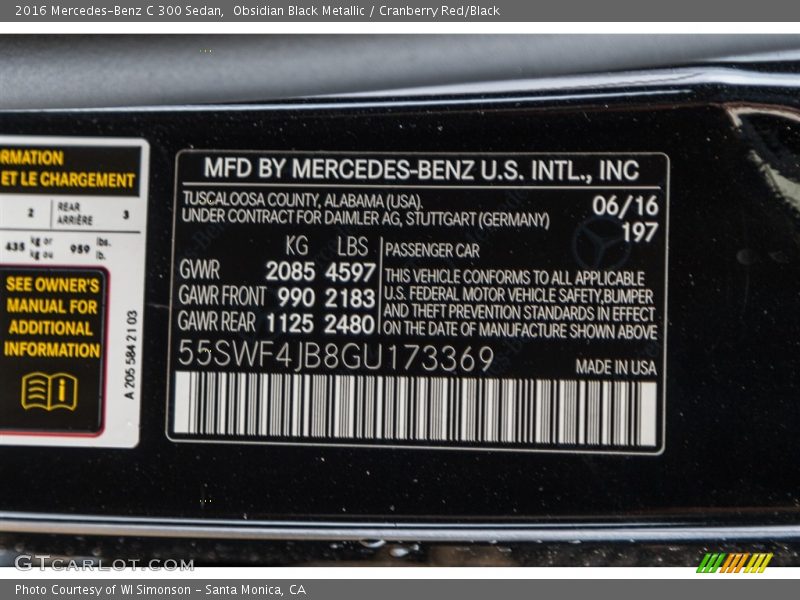 2016 Mercedes-Benz C 300 Sedan,  Obsidian Black Metallic / Cranberry Red/Black
RMATION
ET LE CHARGEMENT
2 REAR ARRIÈRE 3
435 kg or kg ou 959 lbs. lb.
SEE OWNER'S
MANUAL FOR
ADDITIONAL
INFORMATION
A 205 584 21 03
MFD BY MERCEDES-BENZ U.S. INTL., INC
TUSCALOOSA COUNTY, ALABAMA (USA).
UNDER CONTRACT FOR DAIMLER AG, STUTTGART (GERMANY)
06/16
197
KG LBS
GWR 2085 4597
GAWR FRONT 990 2183
GAWR REAR 1125 2480
PASSENGER CAR
THIS VEHICLE CONFORMS TO ALL APPLICABLE
U.S. FEDERAL MOTOR VEHICLE SAFETY,BUMPER
AND THEFT PREVENTION STANDARDS IN EFFECT
ON THE DATE OF MANUFACTURE SHOWN ABOVE
55SWF4JB8GU173369
MADE IN USA
GTCARLOT.COM
Photo Courtesy of WI Simonson - Santa Monica, CA